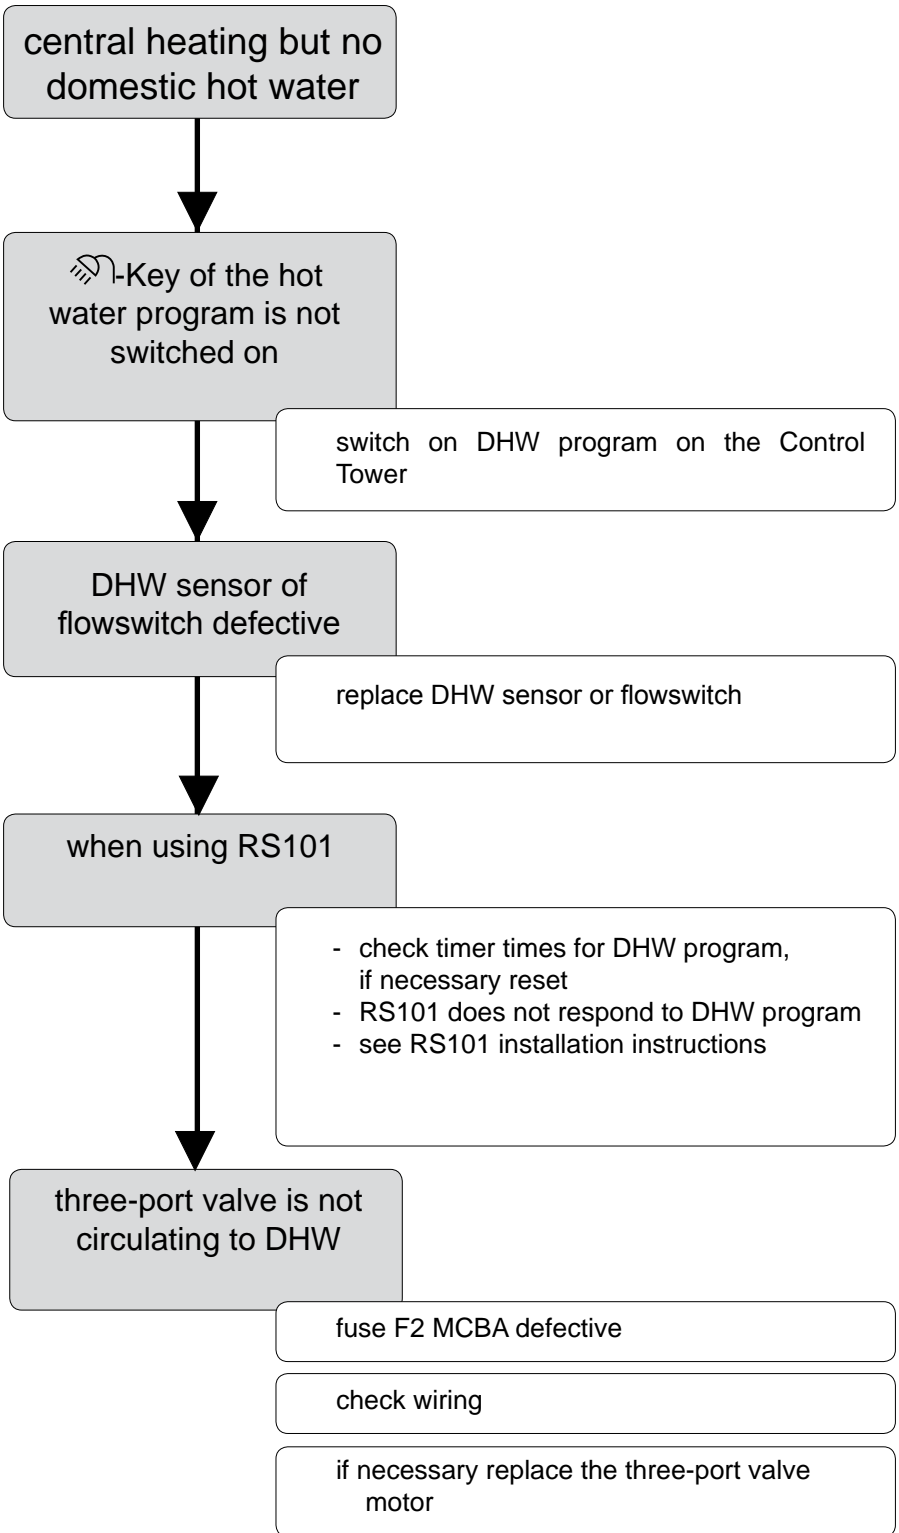 central heating but no
domestic hot water
-Key of the hot
water program is not
switched on
switch on DHW program on the Control
Tower
DHW sensor of
flowswitch defective
replace DHW sensor or flowswitch
when using RS101
- check timer times for DHW program,
if necessary reset
- RS101 does not respond to DHW program
- see RS101 installation instructions
three-port valve is not
circulating to DHW
fuse F2 MCBA defective
check wiring
if necessary replace the three-port valve
motor